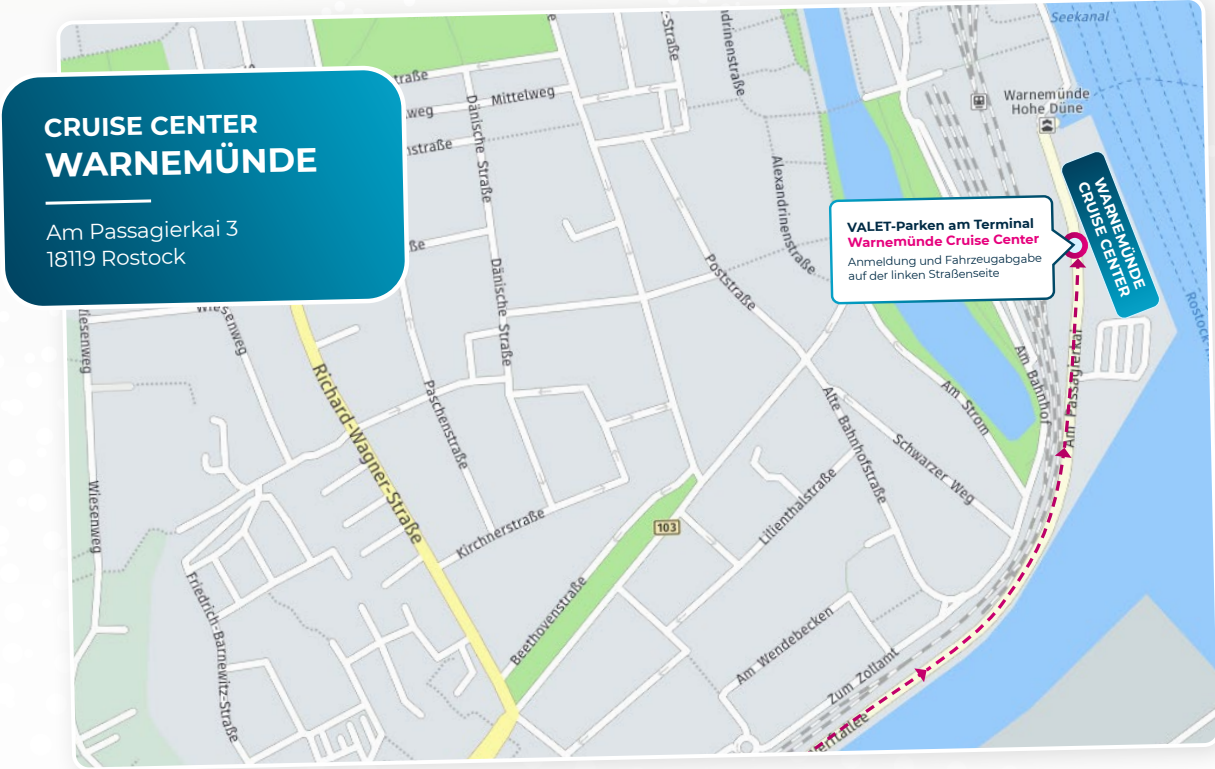 CRUISE CENTER
WARNEMÜNDE
Am Passagierkai 3
18119 Rostock
Seekanal
Warnemünde
Hohe Düne
WARNEMÜNDE
CRUISE CENTER
VALET-Parken am Terminal
Warnemünde Cruise Center
Anmeldung und Fahrzeugabgabe
auf der linken Straßenseite
Mittelweg
Dänische Straße
Dänische Straße
Alexandrinenstraße
Poststraße
Wiesenweg
Wiesenweg
Richard-Wagner-Straße
Paschenstraße
Kirchnerstraße
Beethovenstraße
103
Lilienthalstraße
Alte Bahnhofstraße
Schwarzer Weg
Am Strom
Am Bahnhof
Am Passagierkai
Friedrich-Barnewitz-Straße
Am Wendebecken
Zum Zollamt